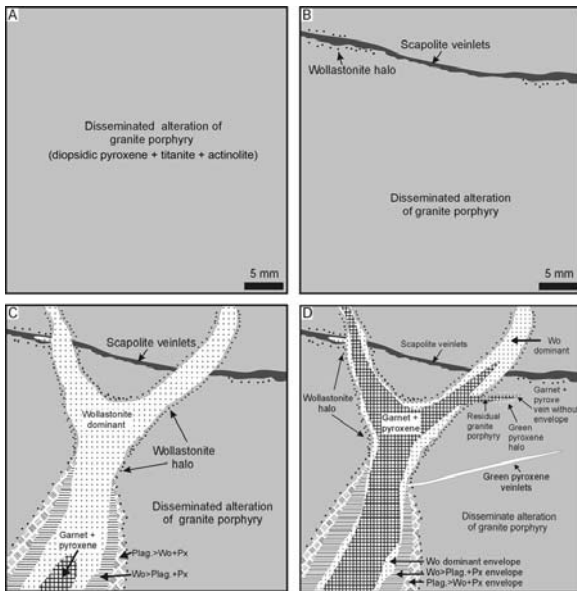 A
Disseminated alteration of
granite porphyry
(diopsidic pyroxene + titanite + actinolite)
5 mm
B
Scapolite veinlets
Wollastonite halo
Disseminated alteration
of granite porphyry
5 mm
C
Scapolite veinlets
Wollastonite
dominant
Wollastonite
halo
Disseminated alteration
of granite porphyry
Garnet +
pyroxene
Plag.>Wo+Px
Wo>Plag.+Px
D
Scapolite veinlets
Wo
dominant
Wollastonite
halo
Garnet +
pyroxene
Residual
granite
porphyry
Green
pyroxene
halo
Garnet +
pyroxe
vein without
envelope
Green pyroxene
veinlets
Disseminate alteration
of granite porphyry
Wo dominant envelope
Wo>Plag.+Px envelope
Plag.>Wo+Px envelope